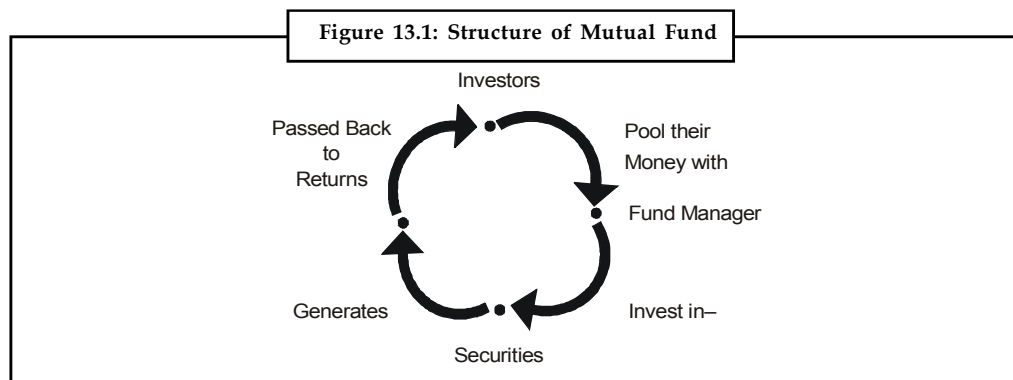 Figure 13.1: Structure of Mutual Fund
Investors
Pool their
Money with
Fund Manager
Invest in–
Securities
Generates
Passed Back
to
Returns